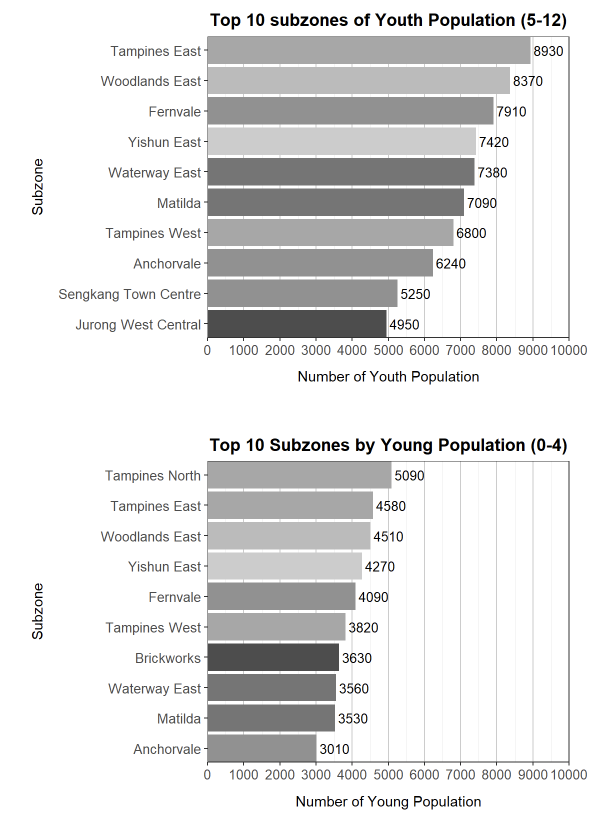 Top 10 subzones of Youth Population (5-12)
Tampines East 8930
Woodlands East 8370
Fernvale 7910
Yishun East 7420
Waterway East 7380
Matilda 7090
Tampines West 6800
Anchorvale 6240
Sengkang Town Centre 5250
Jurong West Central 4950
Subzone
0 1000 2000 3000 4000 5000 6000 7000 8000 9000 10000
Number of Youth Population
Top 10 Subzones by Young Population (0-4)
Tampines North 5090
Tampines East 4580
Woodlands East 4510
Yishun East 4270
Fernvale 4090
Tampines West 3820
Brickworks 3630
Waterway East 3560
Matilda 3530
Anchorvale 3010
Subzone
0 1000 2000 3000 4000 5000 6000 7000 8000 9000 10000
Number of Young Population